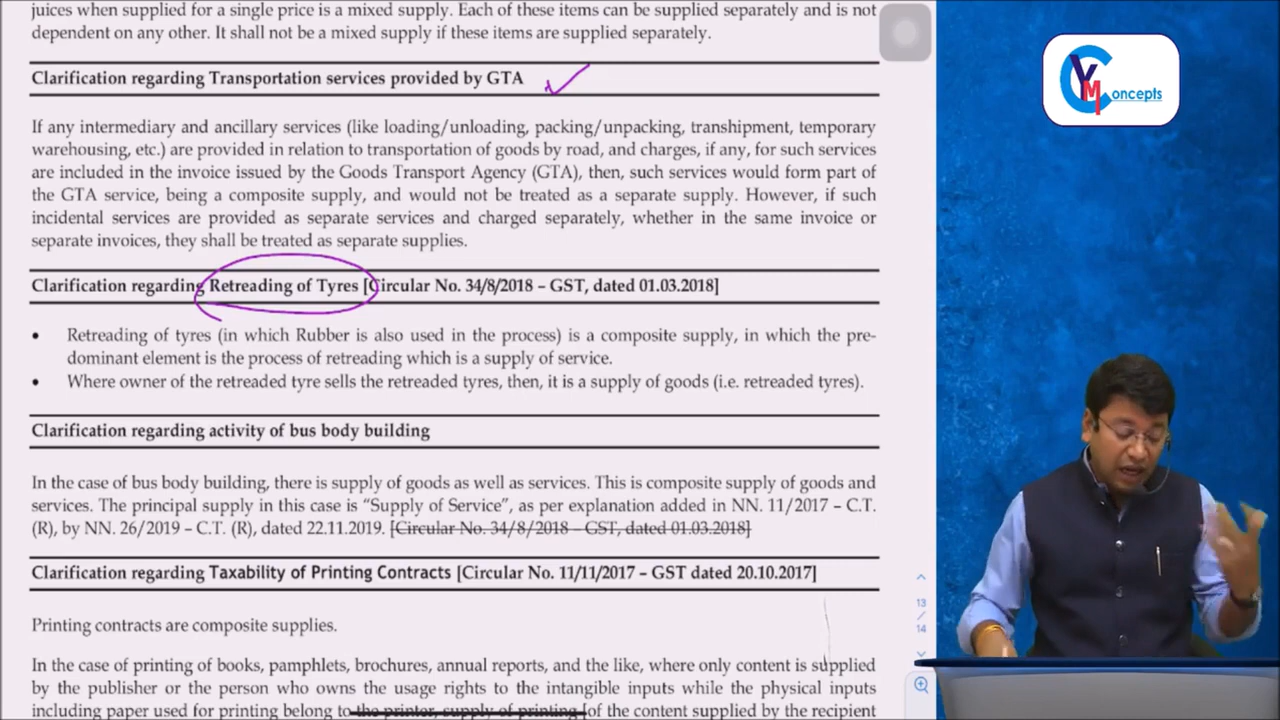 juices when supplied for a single price is a mixed supply. Each of these items can be supplied separately and is not
dependent on any other. It shall not be a mixed supply if these items are supplied separately.
Clarification regarding Transportation services provided by GTA
If any intermediary and ancillary services (like loading/unloading, packing/unpacking, transhipment, temporary
warehousing, etc.) are provided in relation to transportation of goods by road, and charges, if any, for such services
are included in the invoice issued by the Goods Transport Agency (GTA), then, such services would form part of
the GTA service, being a composite supply, and would not be treated as a separate supply. However, if such
incidental services are provided as separate services and charged separately, whether in the same invoice or
separate invoices, they shall be treated as separate supplies.
Clarification regarding Retreading of Tyres [Circular No. 34/8/2018 – GST, dated 01.03.2018]
• Retreading of tyres (in which Rubber is also used in the process) is a composite supply, in which the pre-
dominant element is the process of retreading which is a supply of service.
• Where owner of the retreaded tyre sells the retreaded tyres, then, it is a supply of goods (i.e. retreaded tyres).
Clarification regarding activity of bus body building
In the case of bus body building, there is supply of goods as well as services. This is composite supply of goods and
services. The principal supply in this case is “Supply of Service”, as per explanation added in NN. 11/2017 – C.T.
(R), by NN. 26/2019 – C.T. (R), dated 22.11.2019. [Circular No. 34/8/2018 – GST, dated 01.03.2018]
Clarification regarding Taxability of Printing Contracts [Circular No. 11/11/2017 – GST dated 20.10.2017]
Printing contracts are composite supplies.
In the case of printing of books, pamphlets, brochures, annual reports, and the like, where only content is supplied
by the publisher or the person who owns the usage rights to the intangible inputs while the physical inputs
including paper used for printing belong to the printer, supply of printing [of the content supplied by the recipient
13
/
14
YM Concepts